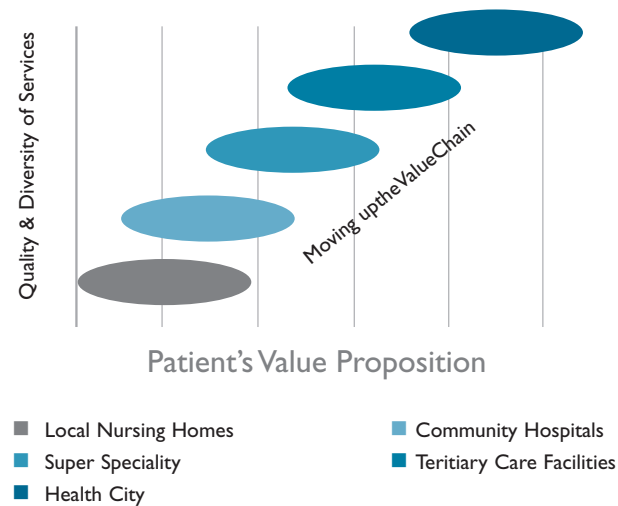 Quality & Diversity of Services
Moving uptheValueChain
Patient's Value Proposition
Local Nursing Homes
Community Hospitals
Super Speciality
Teritiary Care Facilities
Health City